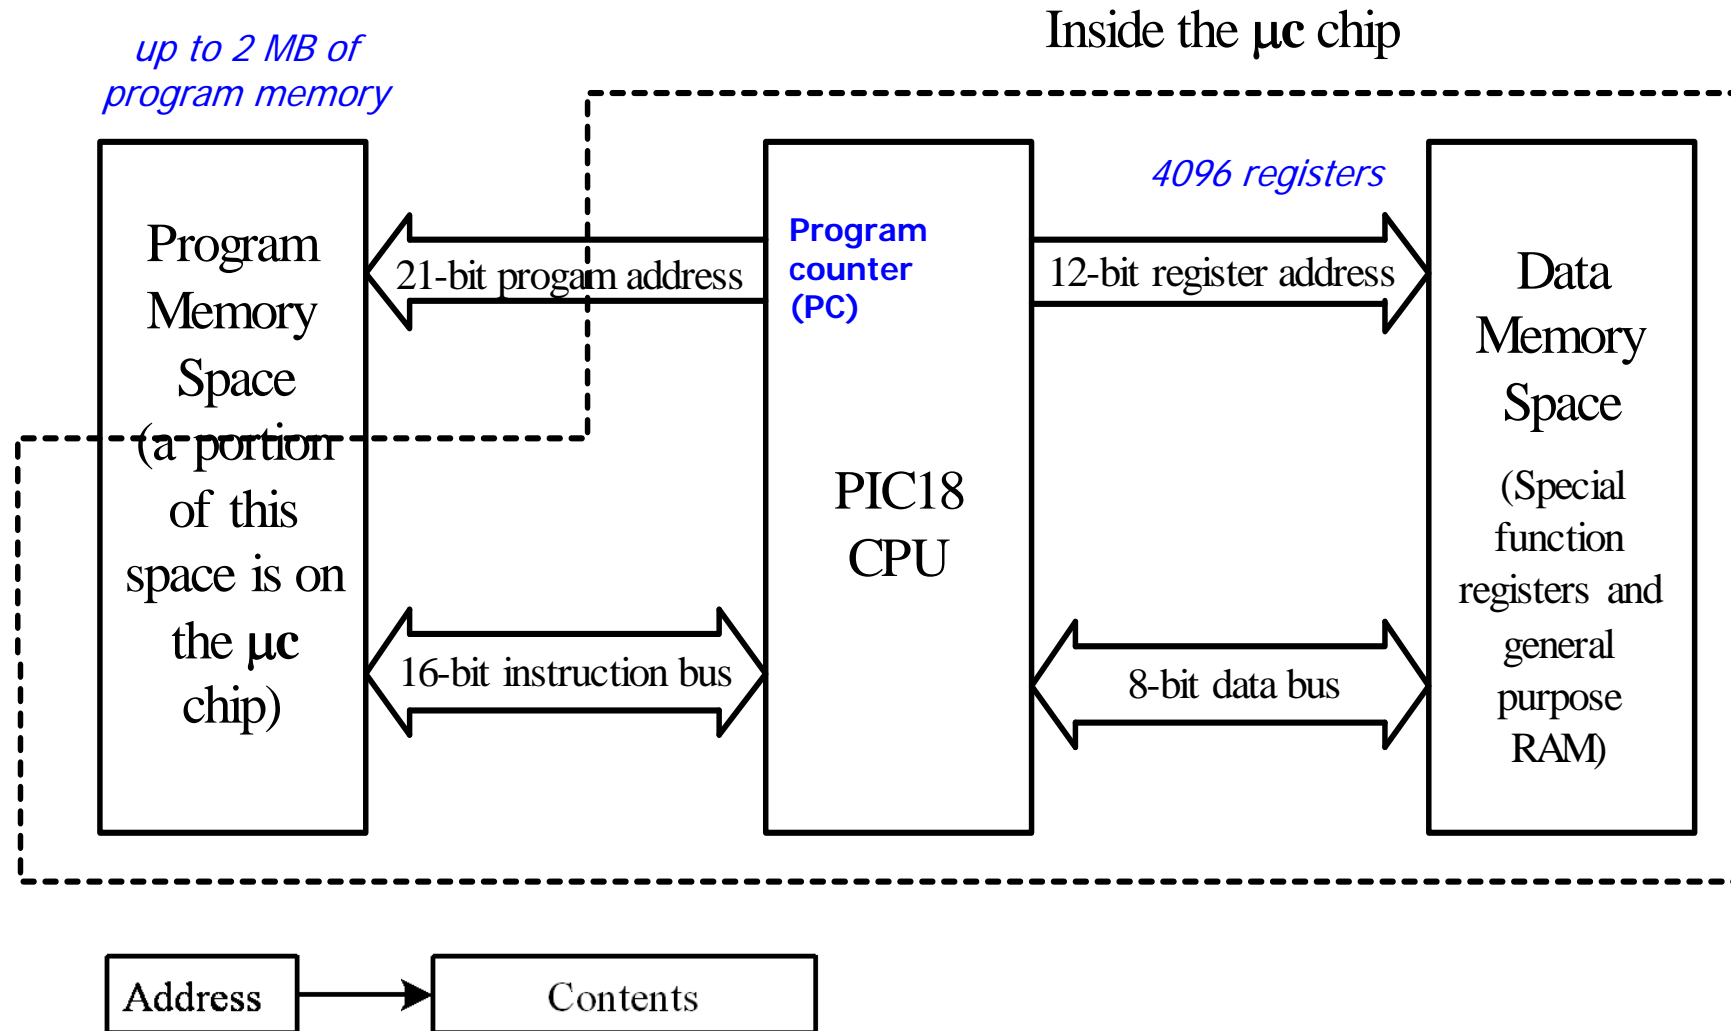 Inside the μc chip
up to 2 MB of
program memory
Program
Memory
Space
(a portion
of this
space is on
the μc
chip)
21-bit progam address
16-bit instruction bus
Program
counter
(PC)
PIC18
CPU
4096 registers
12-bit register address
8-bit data bus
Data
Memory
Space
(Special
function
registers and
general
purpose
RAM)
Address
Contents